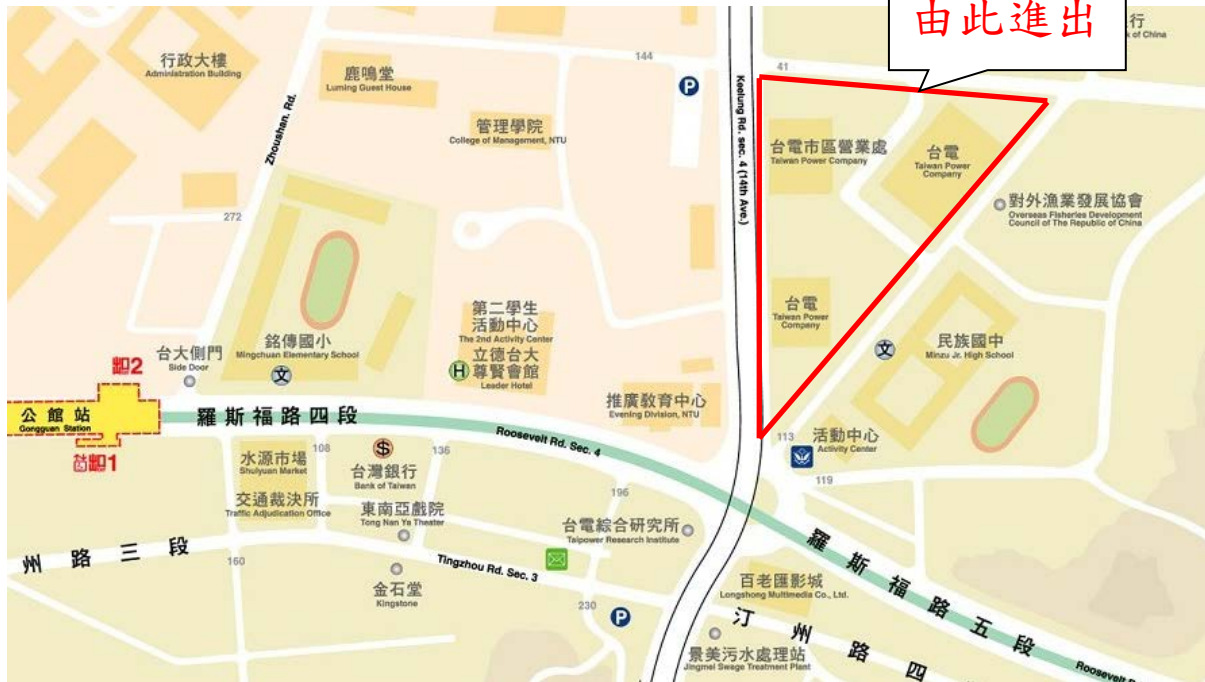 由此進出
行
k of China
行政大樓
Administration Building
鹿鳴堂
Luming Guest House
144
P
41
管理學院
College of Management, NTU
Zhoushan. Rd.
Keelung Rd. sec. 4 (14th Ave.)
台電市區營業處
Taiwan Power Company
台電
Taiwan Power
Company
對外漁業發展協會
Overseas Fisheries Development
Council of The Republic of China
272
第二學生
活動中心
The 2nd Activity Center
立德台大
尊賢會館
Leader Hotel
H
台電
Taiwan Power
Company
民族國中
Minzu Jr. High School
文
銘傳國小
Mingchuan Elementary School
文
台大側門
Side Door
出口2
公館站
Gongguan Station
出口1
羅斯福路四段
Roosevelt Rd. Sec. 4
推廣教育中心
Evening Division, NTU
113
活動中心
Activity Center
119
水源市場
Shuiyuan Market
108
$
台灣銀行
Bank of Taiwan
136
交通裁決所
Traffic Adjudication Office
東南亞戲院
Tong Nan Ya Theater
196
台電綜合研究所
Taipower Research Institute
州路三段
160
Tingzhou Rd. Sec. 3
金石堂
Kingstone
230
P
百老匯影城
Longshong Multimedia Co., Ltd.
羅斯福路五段
Roosevelt R
汀州路四
景美污水處理站
Jingmei Swage Treatment Plant